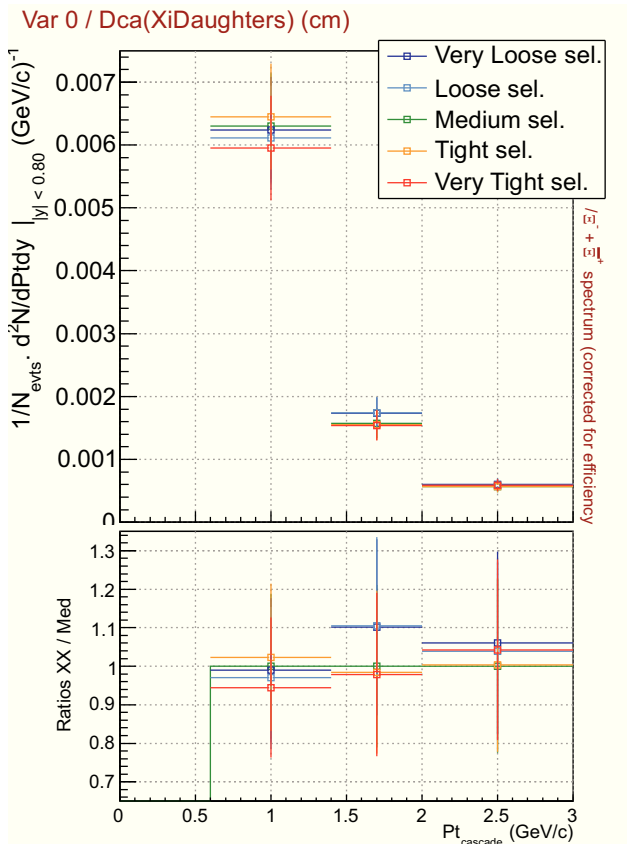 Var 0 / Dca(XiDaughters) (cm)
1/N_evts. d²N/dPtdy |_|y| < 0.80 (GeV/c)⁻¹
0.007
0.006
0.005
0.004
0.003
0.002
0.001
0
Very Loose sel.
Loose sel.
Medium sel.
Tight sel.
Very Tight sel.
/Ξ⁻ + Ξ̅⁺ spectrum (corrected for efficiency
Ratios XX / Med
1.3
1.2
1.1
1
0.9
0.8
0.7
0 0.5 1 1.5 2 2.5 3
Pt_cascade (GeV/c)